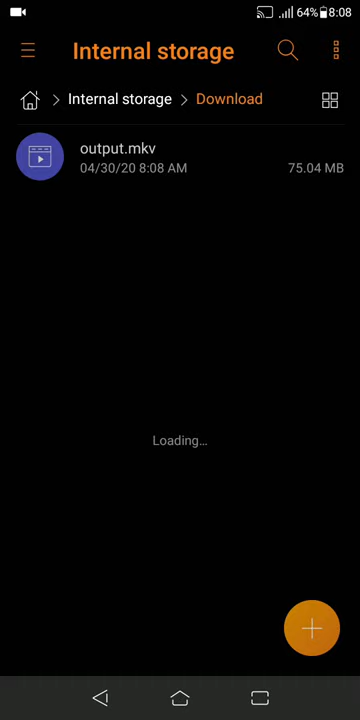 64% 8:08
Internal storage
Internal storage Download
output.mkv
04/30/20 8:08 AM 75.04 MB
Loading...